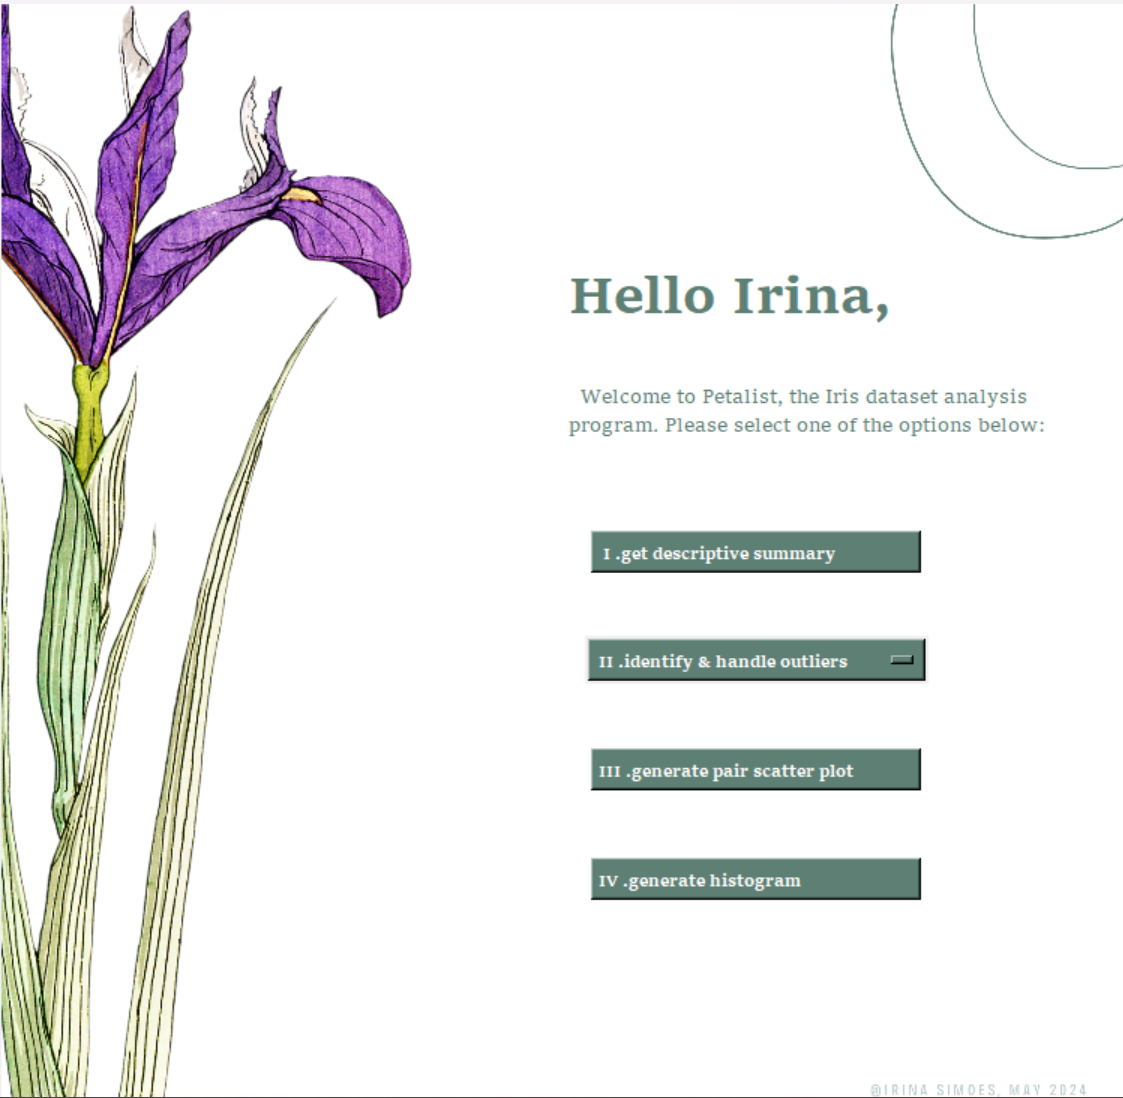 Hello Irina,
Welcome to Petalist, the Iris dataset analysis
program. Please select one of the options below:
I .get descriptive summary
II .identify & handle outliers
III .generate pair scatter plot
IV .generate histogram
@IRINA SIMOES, MAY 2024